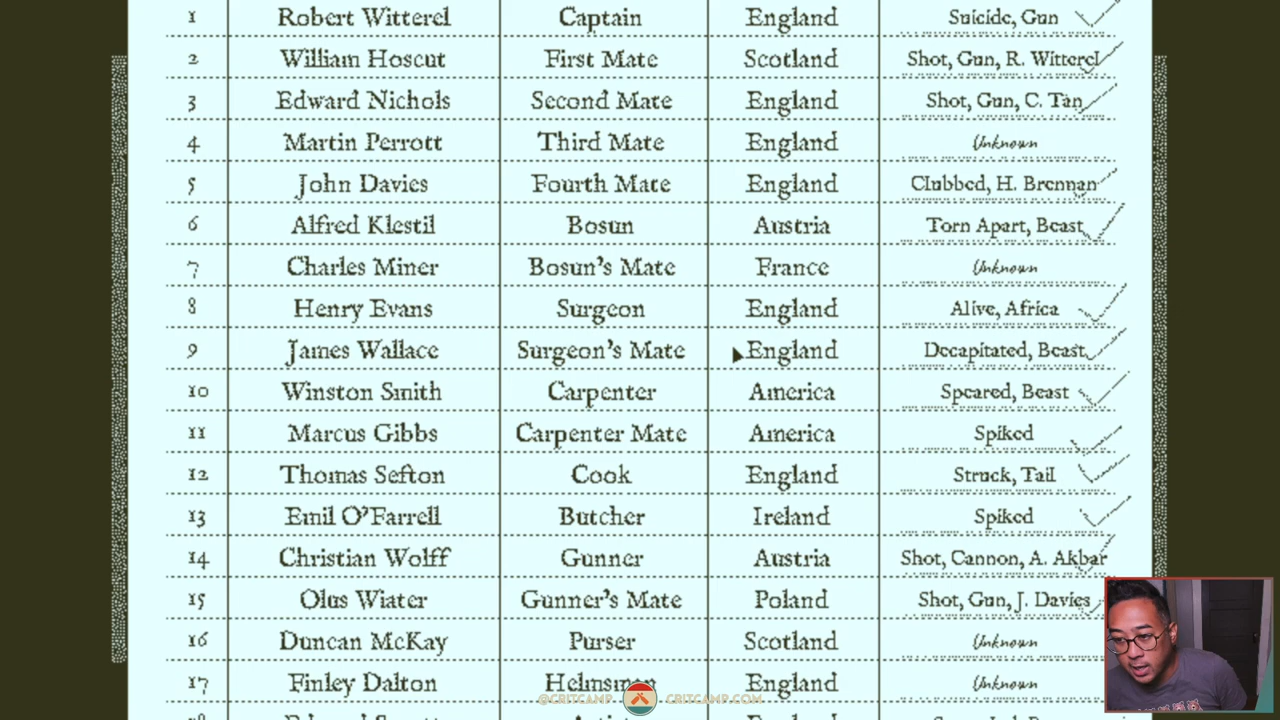 1 Robert Witterel Captain England Suicide, Gun
2 William Hoscut First Mate Scotland Shot, Gun, R. Witterel
3 Edward Nichols Second Mate England Shot, Gun, C. Tan
4 Martin Perrott Third Mate England Unknown
5 John Davies Fourth Mate England Clubbed, H. Brennan
6 Alfred Klestil Bosun Austria Torn Apart, Beast
7 Charles Miner Bosun's Mate France Unknown
8 Henry Evans Surgeon England Alive, Africa
9 James Wallace Surgeon's Mate England Decapitated, Beast
10 Winston Smith Carpenter America Speared, Beast
11 Marcus Gibbs Carpenter Mate America Spiked
12 Thomas Sefton Cook England Struck, Tail
13 Emil O'Farrell Butcher Ireland Spiked
14 Christian Wolff Gunner Austria Shot, Cannon, A. Akbar
15 Olus Wiater Gunner's Mate Poland Shot, Gun, J. Davies
16 Duncan McKay Purser Scotland Unknown
17 Finley Dalton Helmsman England Unknown
@CRITCAMP CRITCAMP.COM